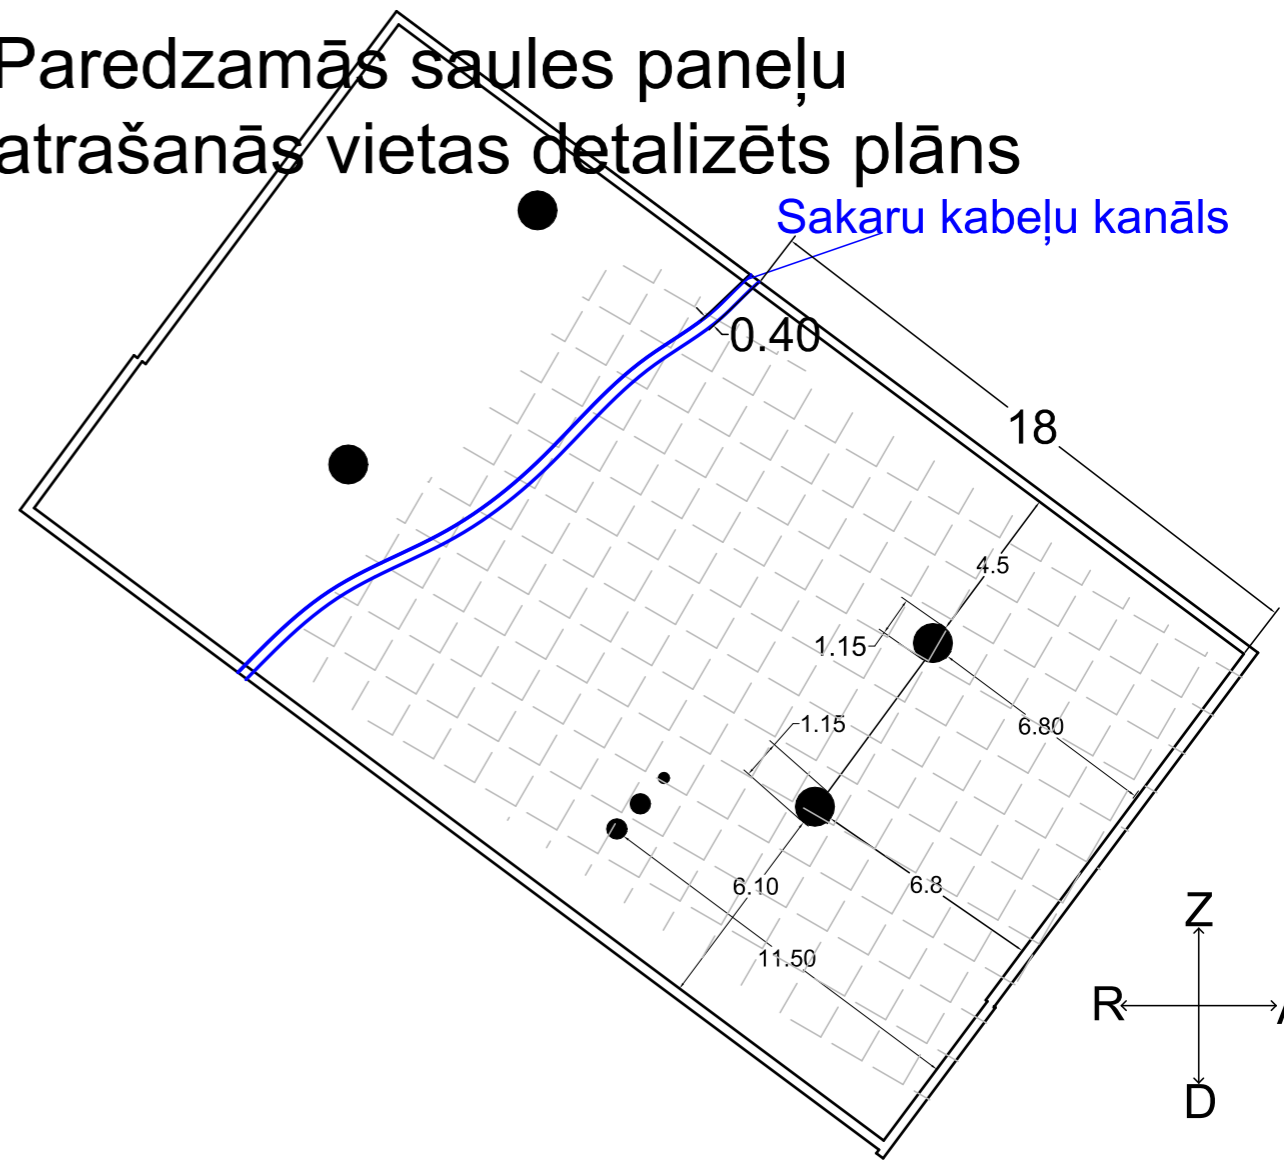 Paredzamās saules paneļu
atrašanās vietas detalizēts plāns
Sakaru kabeļu kanāls
0.40
18
4.5
1.15
6.80
1.15
6.10
6.8
11.50
Z
R
D